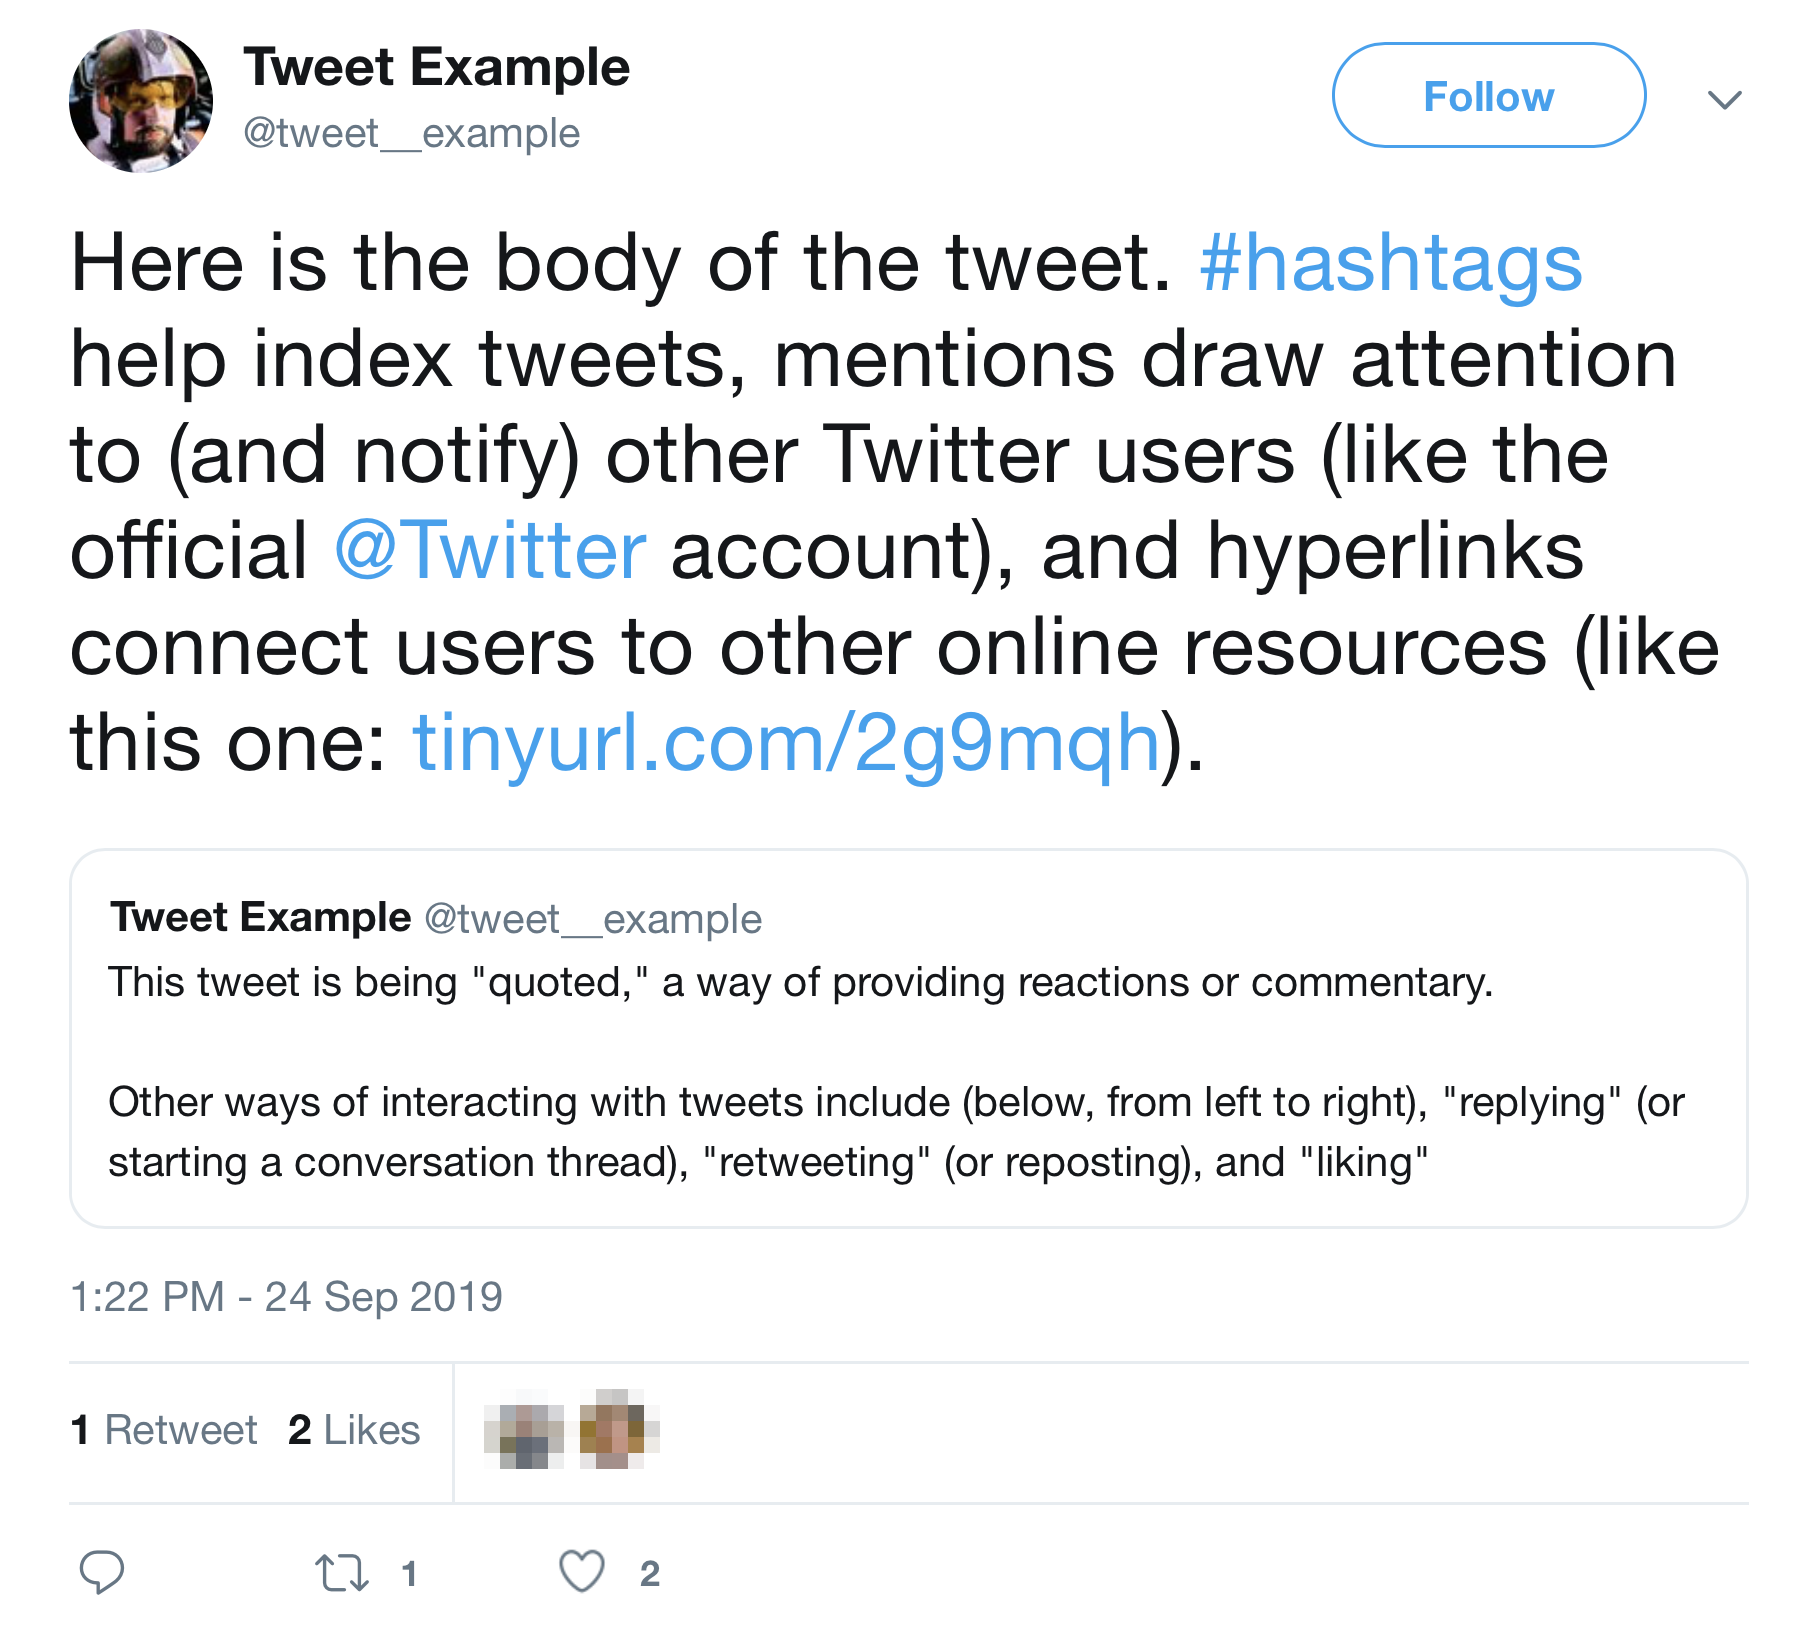 Tweet Example
@tweet__example
Follow
Here is the body of the tweet. #hashtags
help index tweets, mentions draw attention
to (and notify) other Twitter users (like the
official @Twitter account), and hyperlinks
connect users to other online resources (like
this one: tinyurl.com/2g9mqh).
Tweet Example @tweet__example
This tweet is being "quoted," a way of providing reactions or commentary.
Other ways of interacting with tweets include (below, from left to right), "replying" (or
starting a conversation thread), "retweeting" (or reposting), and "liking"
1:22 PM - 24 Sep 2019
1 Retweet 2 Likes
1 2